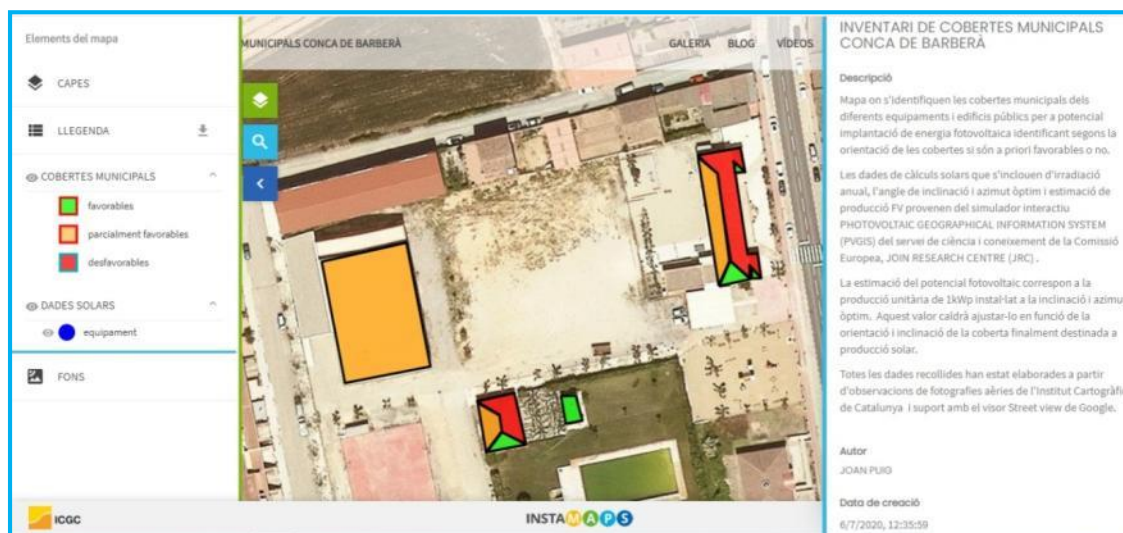 Elements del mapa
CAPES
LLEGENDA
COBERTES MUNICIPALS
favorables
parcialment favorables
desfavorables
DADES SOLARS
equipament
FONS
ICGC
MUNICIPALS CONCA DE BARBERÀ
GALERIA BLOG VÍDEOS
INSTAMAPS
INVENTARI DE COBERTES MUNICIPALS
CONCA DE BARBERÀ
Descripció
Mapa on s'identifiquen les cobertes municipals dels
diferents equipaments i edificis públics per a potencial
implantació de energia fotovoltaica identificant segons la
orientació de les cobertes si són a priori favorables o no.
Les dades de càlculs solars que s'inclouen d'irradiació
anual, l'angle de inclinació i azimut òptim i estimació de
producció FV provenen del simulador interactiu
PHOTOVOLTAIC GEOGRAPHICAL INFORMATION SYSTEM
(PVGIS) del servei de ciència i coneixement de la Comissió
Europea, JOIN RESEARCH CENTRE (JRC) .
La estimació del potencial fotovoltaic correspon a la
producció unitària de 1kWp instal·lat a la inclinació i azimu
òptim. Aquest valor caldrà ajustar-lo en funció de la
orientació i inclinació de la coberta finalment destinada a
producció solar.
Totes les dades recollides han estat elaborades a partir
d'observacions de fotografies aèries de l'Institut Cartogràfi
de Catalunya i suport amb el visor Street view de Google.
Autor
JOAN PUIG
Data de creació
6/7/2020, 12:35:59